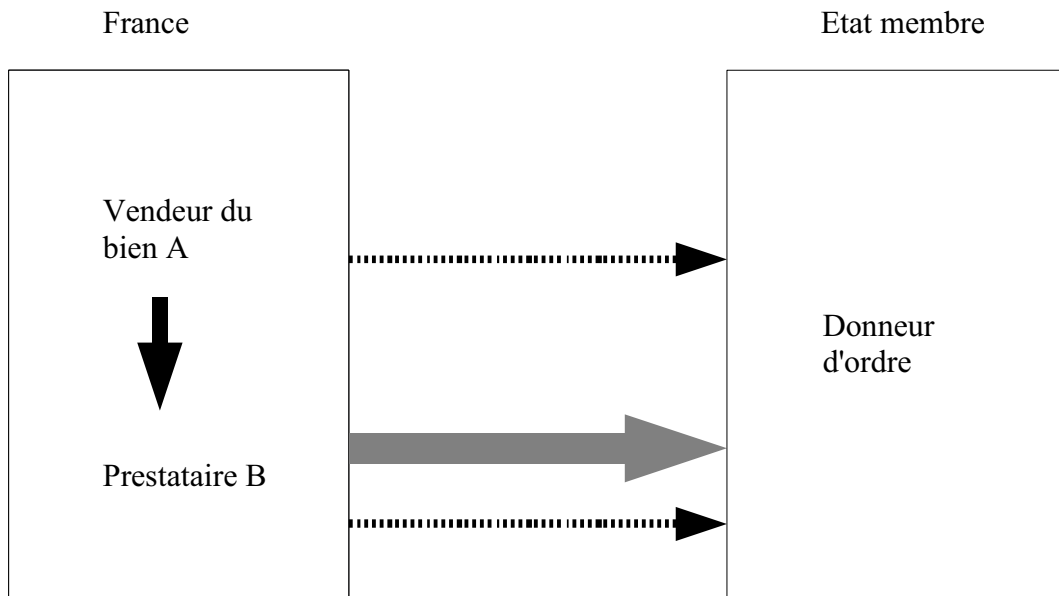 France
Etat membre
Vendeur du
bien A
Donneur
d'ordre
Prestataire B